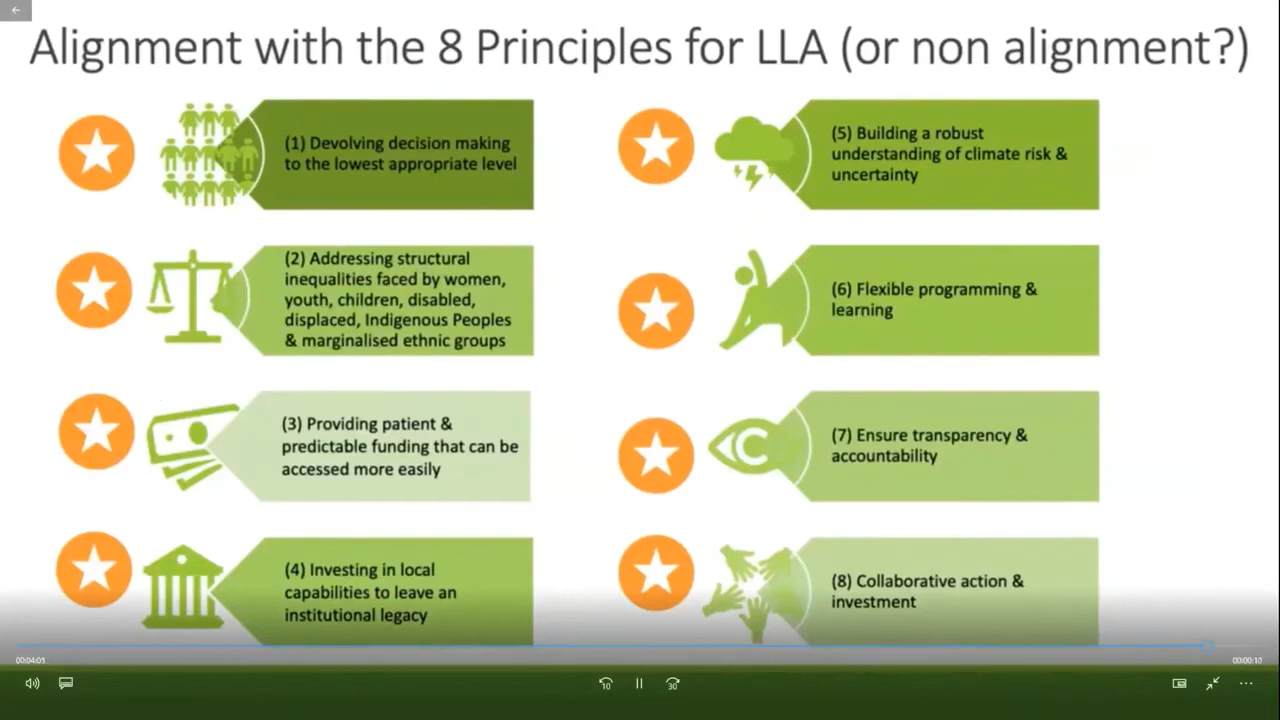 Alignment with the 8 Principles for LLA (or non alignment?)
(1) Devolving decision making
to the lowest appropriate level
(2) Addressing structural
inequalities faced by women,
youth, children, disabled,
displaced, Indigenous Peoples
& marginalised ethnic groups
(3) Providing patient &
predictable funding that can be
accessed more easily
(4) Investing in local
capabilities to leave an
institutional legacy
(5) Building a robust
understanding of climate risk &
uncertainty
(6) Flexible programming &
learning
(7) Ensure transparency &
accountability
(8) Collaborative action &
investment
00:04:05
00:00:10
10
30